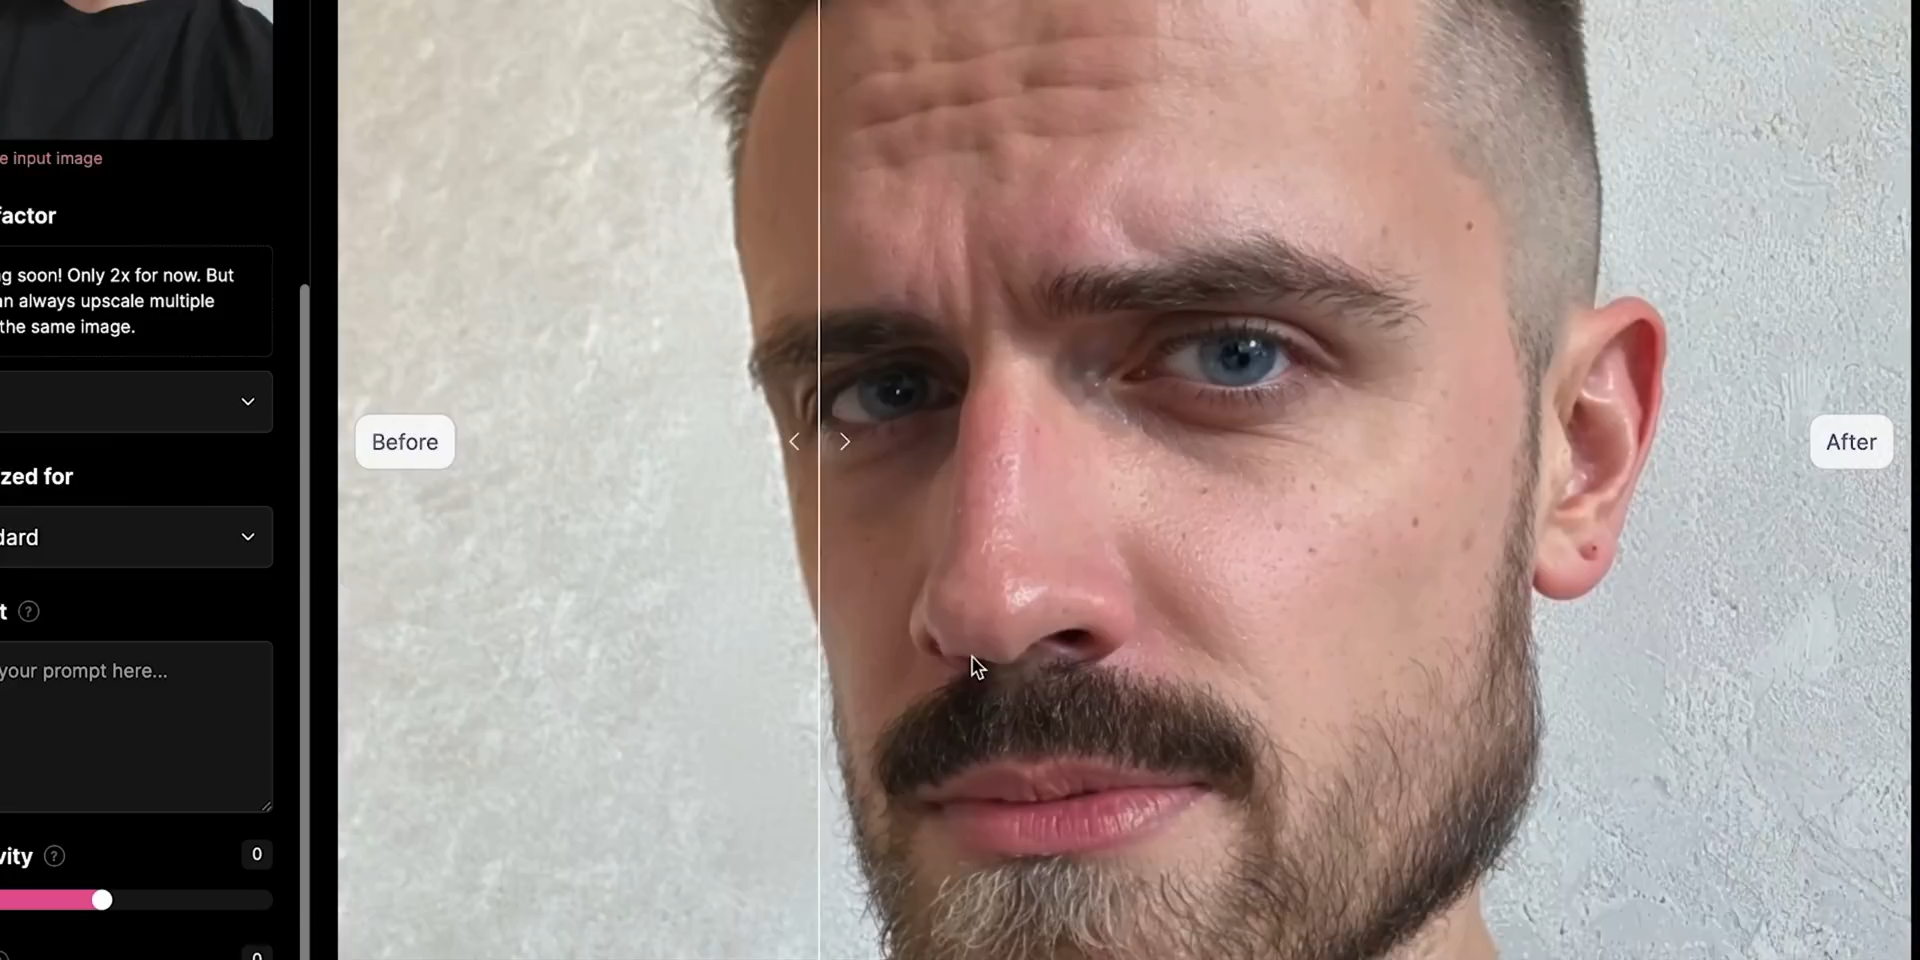 e input image
factor
g soon! Only 2x for now. But
n always upscale multiple
the same image.
zed for
dard
t ?
your prompt here...
vity ? 0
0
Before
After